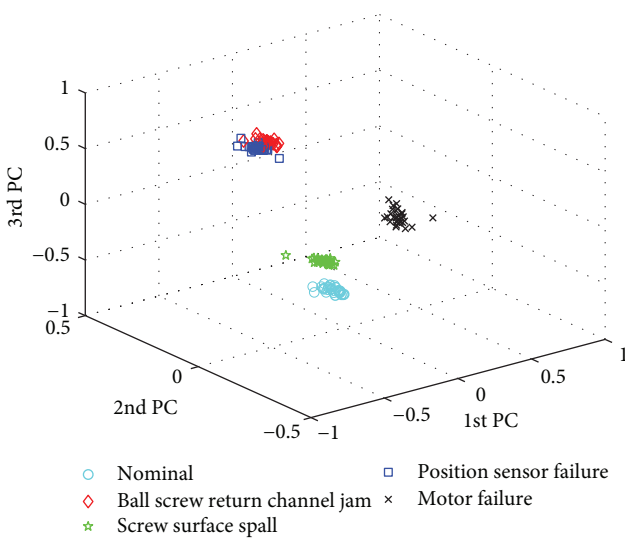 1
0.5
0
−0.5
−1
3rd PC
0.5
0
−0.5
2nd PC
−1
−0.5
0
0.5
1
1st PC
Nominal
Ball screw return channel jam
Screw surface spall
Position sensor failure
Motor failure